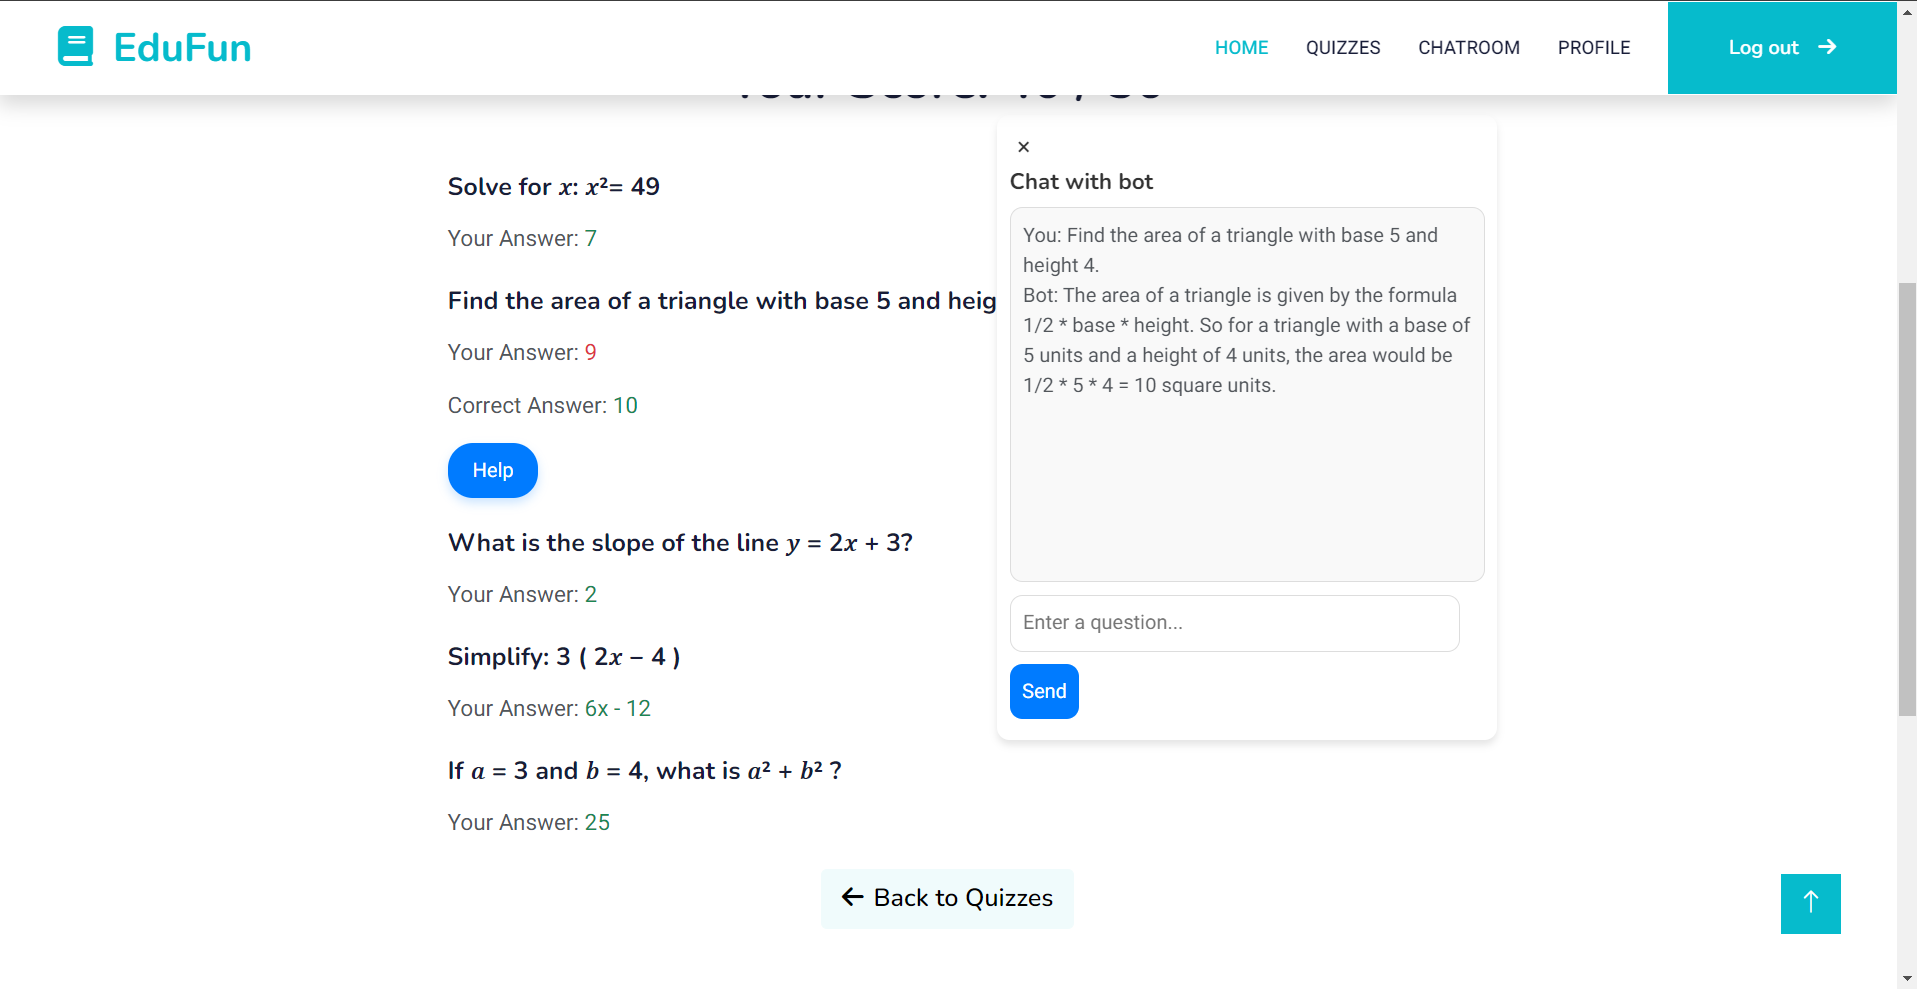 EduFun
HOME QUIZZES CHATROOM PROFILE Log out →
Solve for x: x²= 49
Your Answer: 7
Find the area of a triangle with base 5 and heig
Your Answer: 9
Correct Answer: 10
Help
What is the slope of the line y = 2x + 3?
Your Answer: 2
Simplify: 3 ( 2x − 4 )
Your Answer: 6x - 12
If a = 3 and b = 4, what is a² + b² ?
Your Answer: 25
← Back to Quizzes
×
Chat with bot
You: Find the area of a triangle with base 5 and
height 4.
Bot: The area of a triangle is given by the formula
1/2 * base * height. So for a triangle with a base of
5 units and a height of 4 units, the area would be
1/2 * 5 * 4 = 10 square units.
Enter a question...
Send
↑